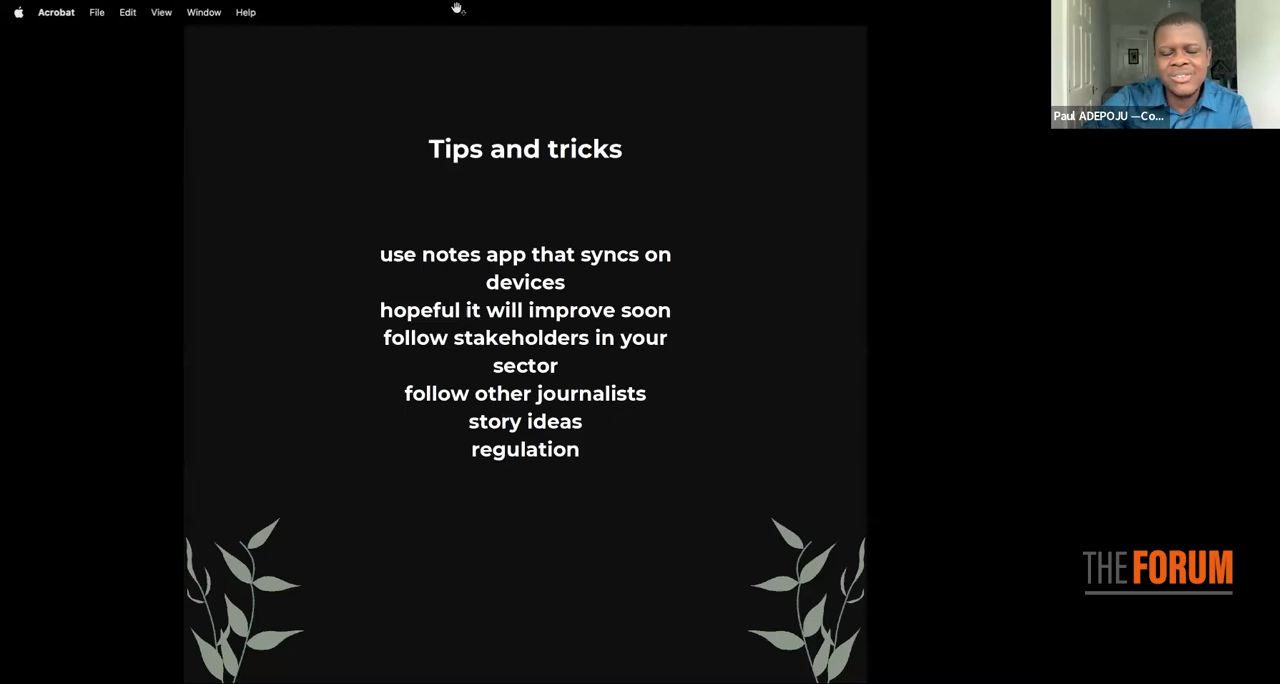 Acrobat File Edit View Window Help
Paul ADEPOJU —Co...
Tips and tricks
use notes app that syncs on
devices
hopeful it will improve soon
follow stakeholders in your
sector
follow other journalists
story ideas
regulation
THE FORUM